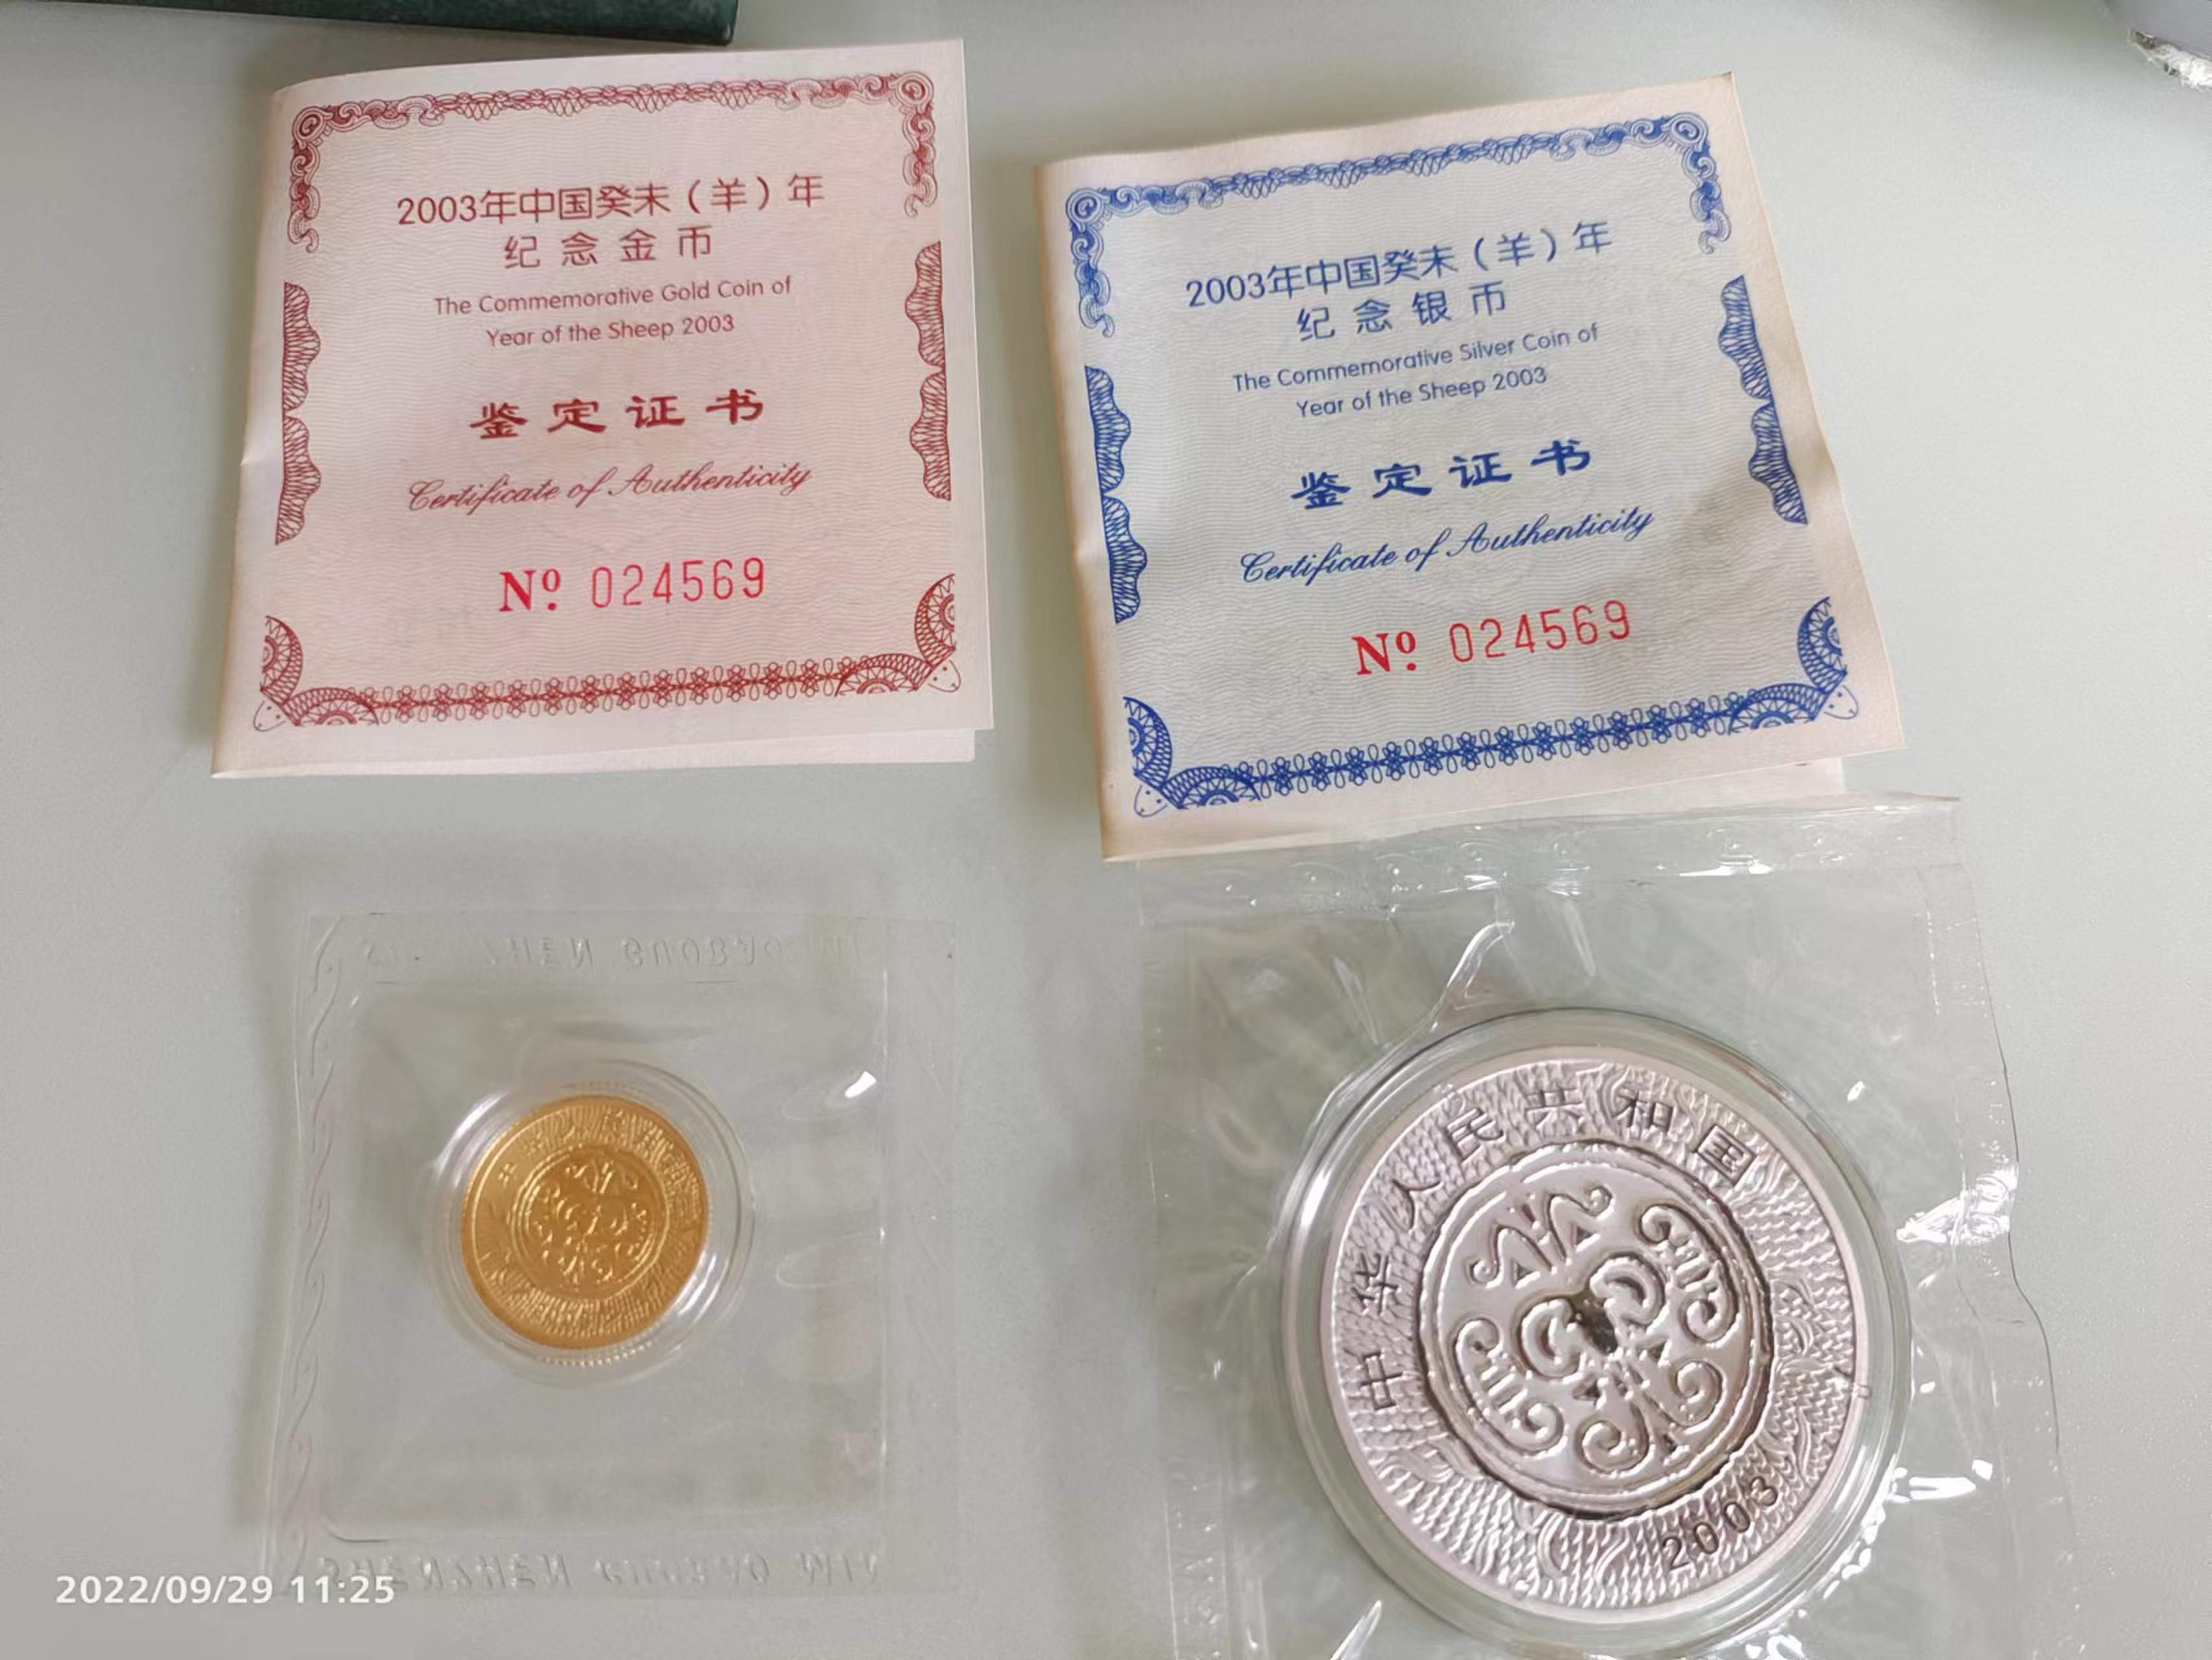 2003年中国癸未（羊）年
纪念金币
The Commemorative Gold Coin of
Year of the Sheep 2003
鉴定证书
Certificate of Authenticity
Nº 024569
2003年中国癸未（羊）年
纪念银币
The Commemorative Silver Coin of
Year of the Sheep 2003
鉴定证书
Certificate of Authenticity
Nº 024569
中华人民共和国
2003
2022/09/29 11:25